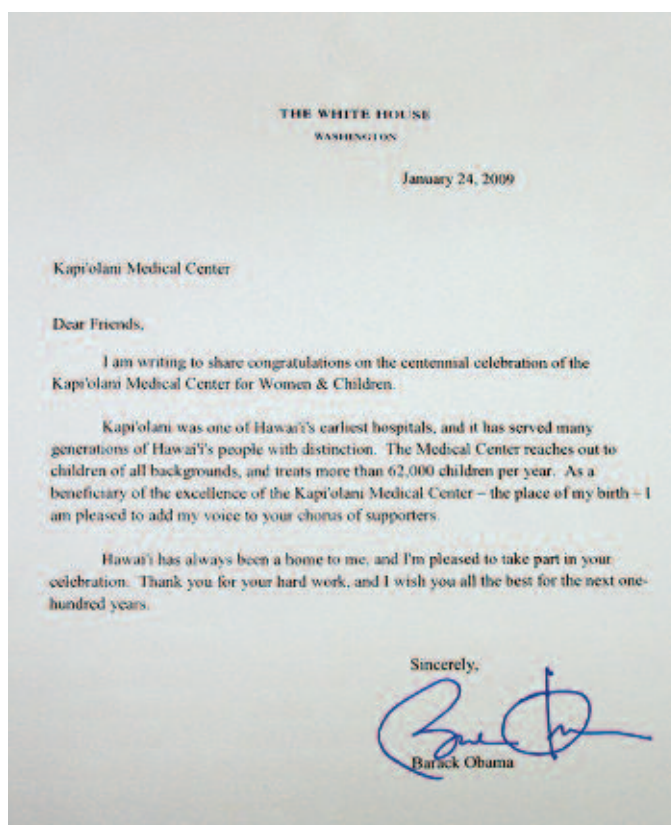 THE WHITE HOUSE
WASHINGTON
January 24, 2009
Kapi'olani Medical Center
Dear Friends,
I am writing to share congratulations on the centennial celebration of the
Kapi'olani Medical Center for Women & Children.
Kapi'olani was one of Hawai'i's earliest hospitals, and it has served many
generations of Hawai'i's people with distinction. The Medical Center reaches out to
children of all backgrounds, and treats more than 62,000 children per year. As a
beneficiary of the excellence of the Kapi'olani Medical Center – the place of my birth – I
am pleased to add my voice to your chorus of supporters.
Hawai'i has always been a home to me, and I'm pleased to take part in your
celebration. Thank you for your hard work, and I wish you all the best for the next one-
hundred years.
Sincerely,
Barack Obama